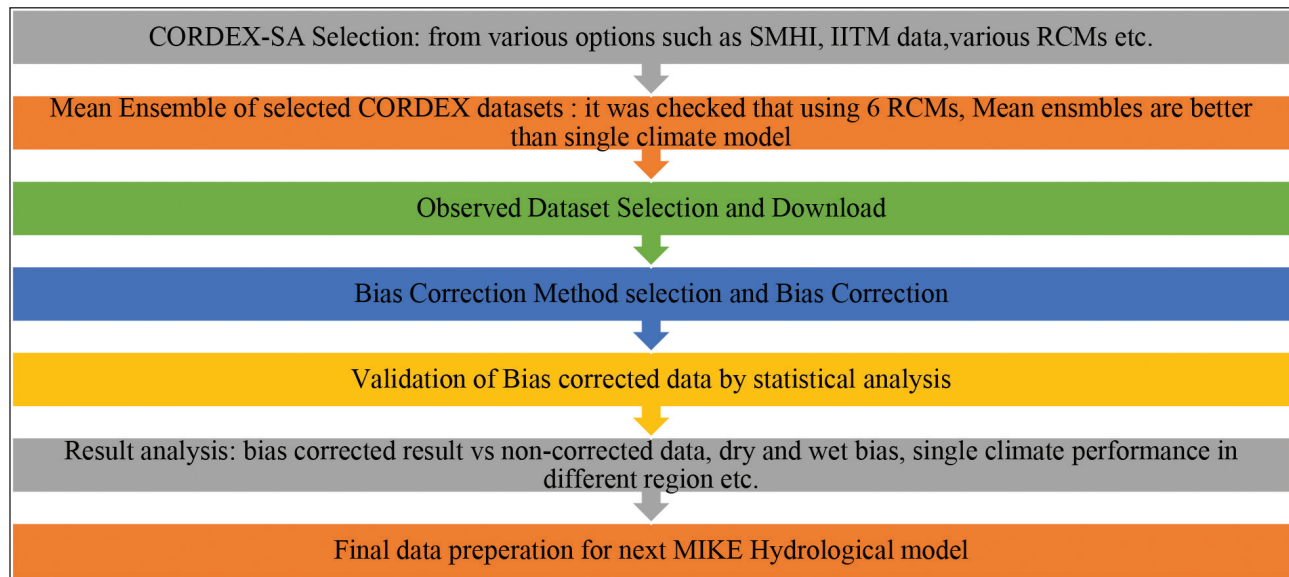 CORDEX-SA Selection: from various options such as SMHI, IITM data,various RCMs etc.
Mean Ensemble of selected CORDEX datasets : it was checked that using 6 RCMs, Mean ensmbles are better
than single climate model
Observed Dataset Selection and Download
Bias Correction Method selection and Bias Correction
Validation of Bias corrected data by statistical analysis
Result analysis: bias corrected result vs non-corrected data, dry and wet bias, single climate performance in
different region etc.
Final data preperation for next MIKE Hydrological model